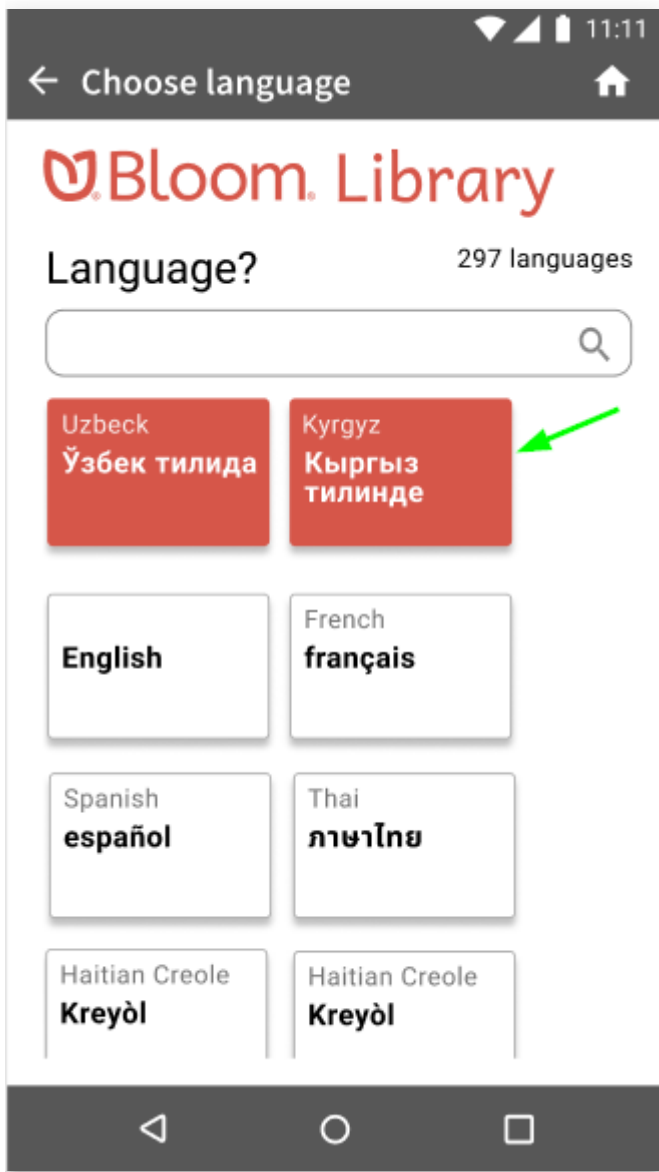 11:11
Choose language
Bloom Library
Language?
297 languages
Uzbeck
Ўзбек тилида
Kyrgyz
Кыргыз
тилинде
English
French
français
Spanish
español
Thai
ภาษาไทย
Haitian Creole
Kreyòl
Haitian Creole
Kreyòl